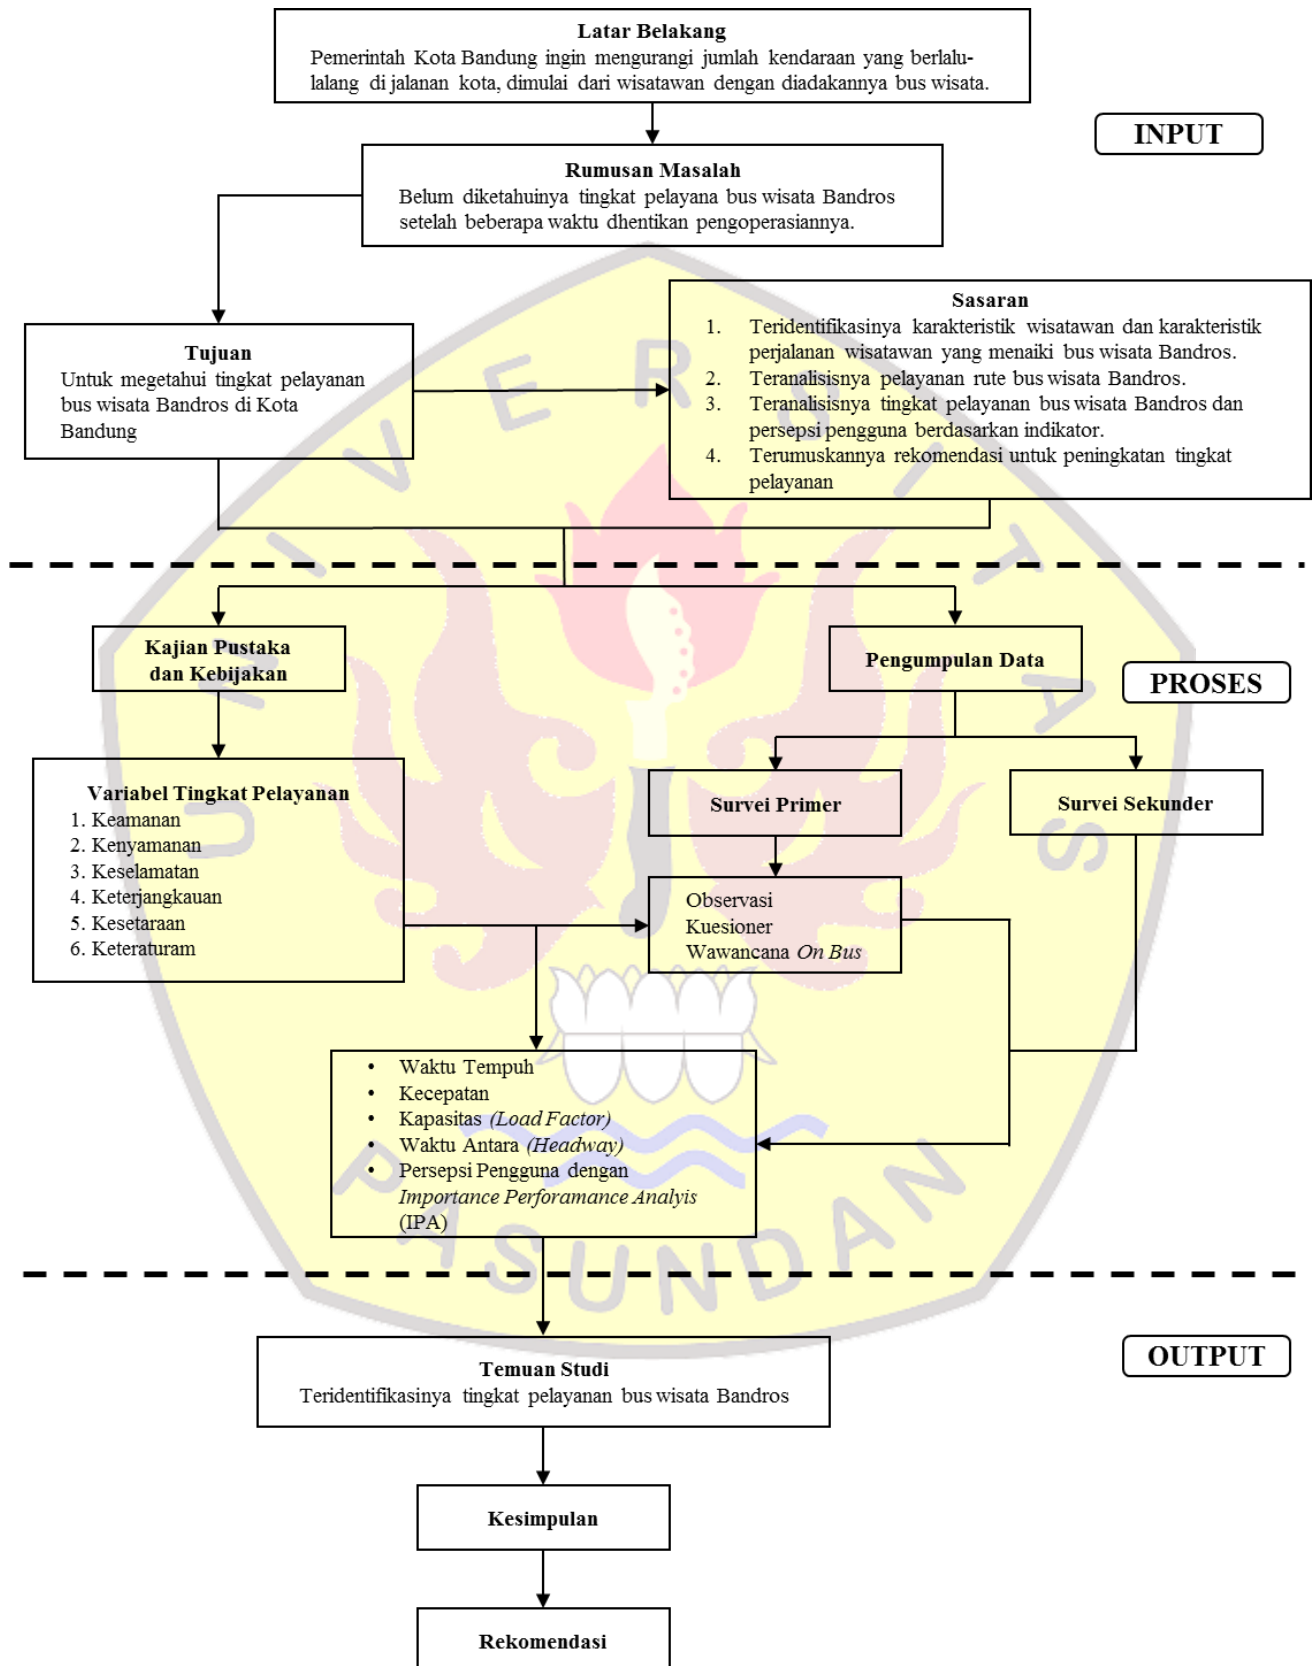 Latar Belakang
Pemerintah Kota Bandung ingin mengurangi jumlah kendaraan yang berlalu-
lalang di jalanan kota, dimulai dari wisatawan dengan diadakannya bus wisata.
INPUT
Rumusan Masalah
Belum diketahuinya tingkat pelayana bus wisata Bandros
setelah beberapa waktu dhentikan pengoperasiannya.
Tujuan
Untuk megetahui tingkat pelayanan
bus wisata Bandros di Kota
Bandung
Sasaran
1. Teridentifikasinya karakteristik wisatawan dan karakteristik
perjalanan wisatawan yang menaiki bus wisata Bandros.
2. Teranalisisnya pelayanan rute bus wisata Bandros.
3. Teranalisisnya tingkat pelayanan bus wisata Bandros dan
persepsi pengguna berdasarkan indikator.
4. Terumuskannya rekomendasi untuk peningkatan tingkat
pelayanan
Kajian Pustaka
dan Kebijakan
Pengumpulan Data
PROSES
Variabel Tingkat Pelayanan
1. Keamanan
2. Kenyamanan
3. Keselamatan
4. Keterjangkauan
5. Kesetaraan
6. Keteraturam
Survei Primer
Survei Sekunder
Observasi
Kuesioner
Wawancana On Bus
• Waktu Tempuh
• Kecepatan
• Kapasitas (Load Factor)
• Waktu Antara (Headway)
• Persepsi Pengguna dengan
Importance Perforamance Analyis
(IPA)
Temuan Studi
Teridentifikasinya tingkat pelayanan bus wisata Bandros
OUTPUT
Kesimpulan
Rekomendasi
UNIVERSITAS
PASUNDAN